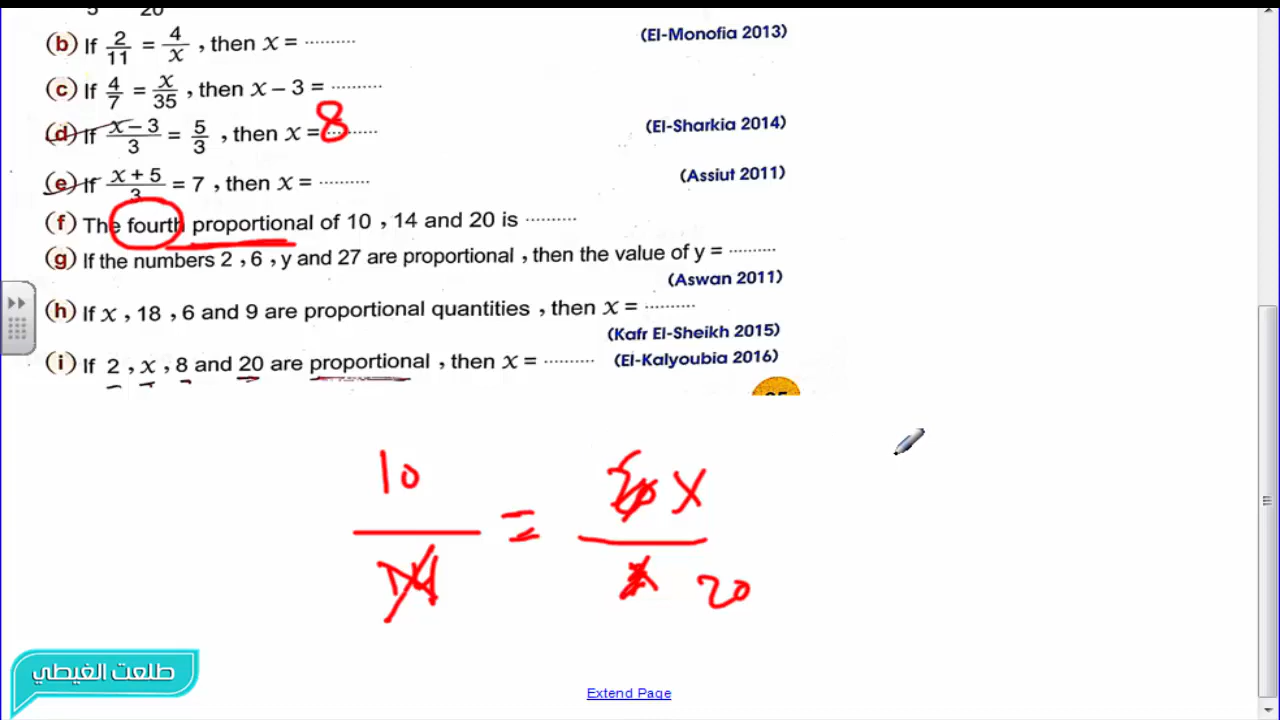 5 20
(b) If 2/11 = 4/x , then x = .......... (El-Monofia 2013)
(c) If 4/7 = x/35 , then x – 3 = ..........
(d) If x – 3/3 = 5/3 , then x = 8 .......... (El-Sharkia 2014)
(e) If x + 5/3 = 7 , then x = .......... (Assiut 2011)
(f) The fourth proportional of 10 , 14 and 20 is ..........
(g) If the numbers 2 , 6 , y and 27 are proportional , then the value of y = ..........
(Aswan 2011)
(h) If x , 18 , 6 and 9 are proportional quantities , then x = ..........
(Kafr El-Sheikh 2015)
(i) If 2 , x , 8 and 20 are proportional , then x = .......... (El-Kalyoubia 2016)
10 = X
20
طلعت الغيطي
Extend Page